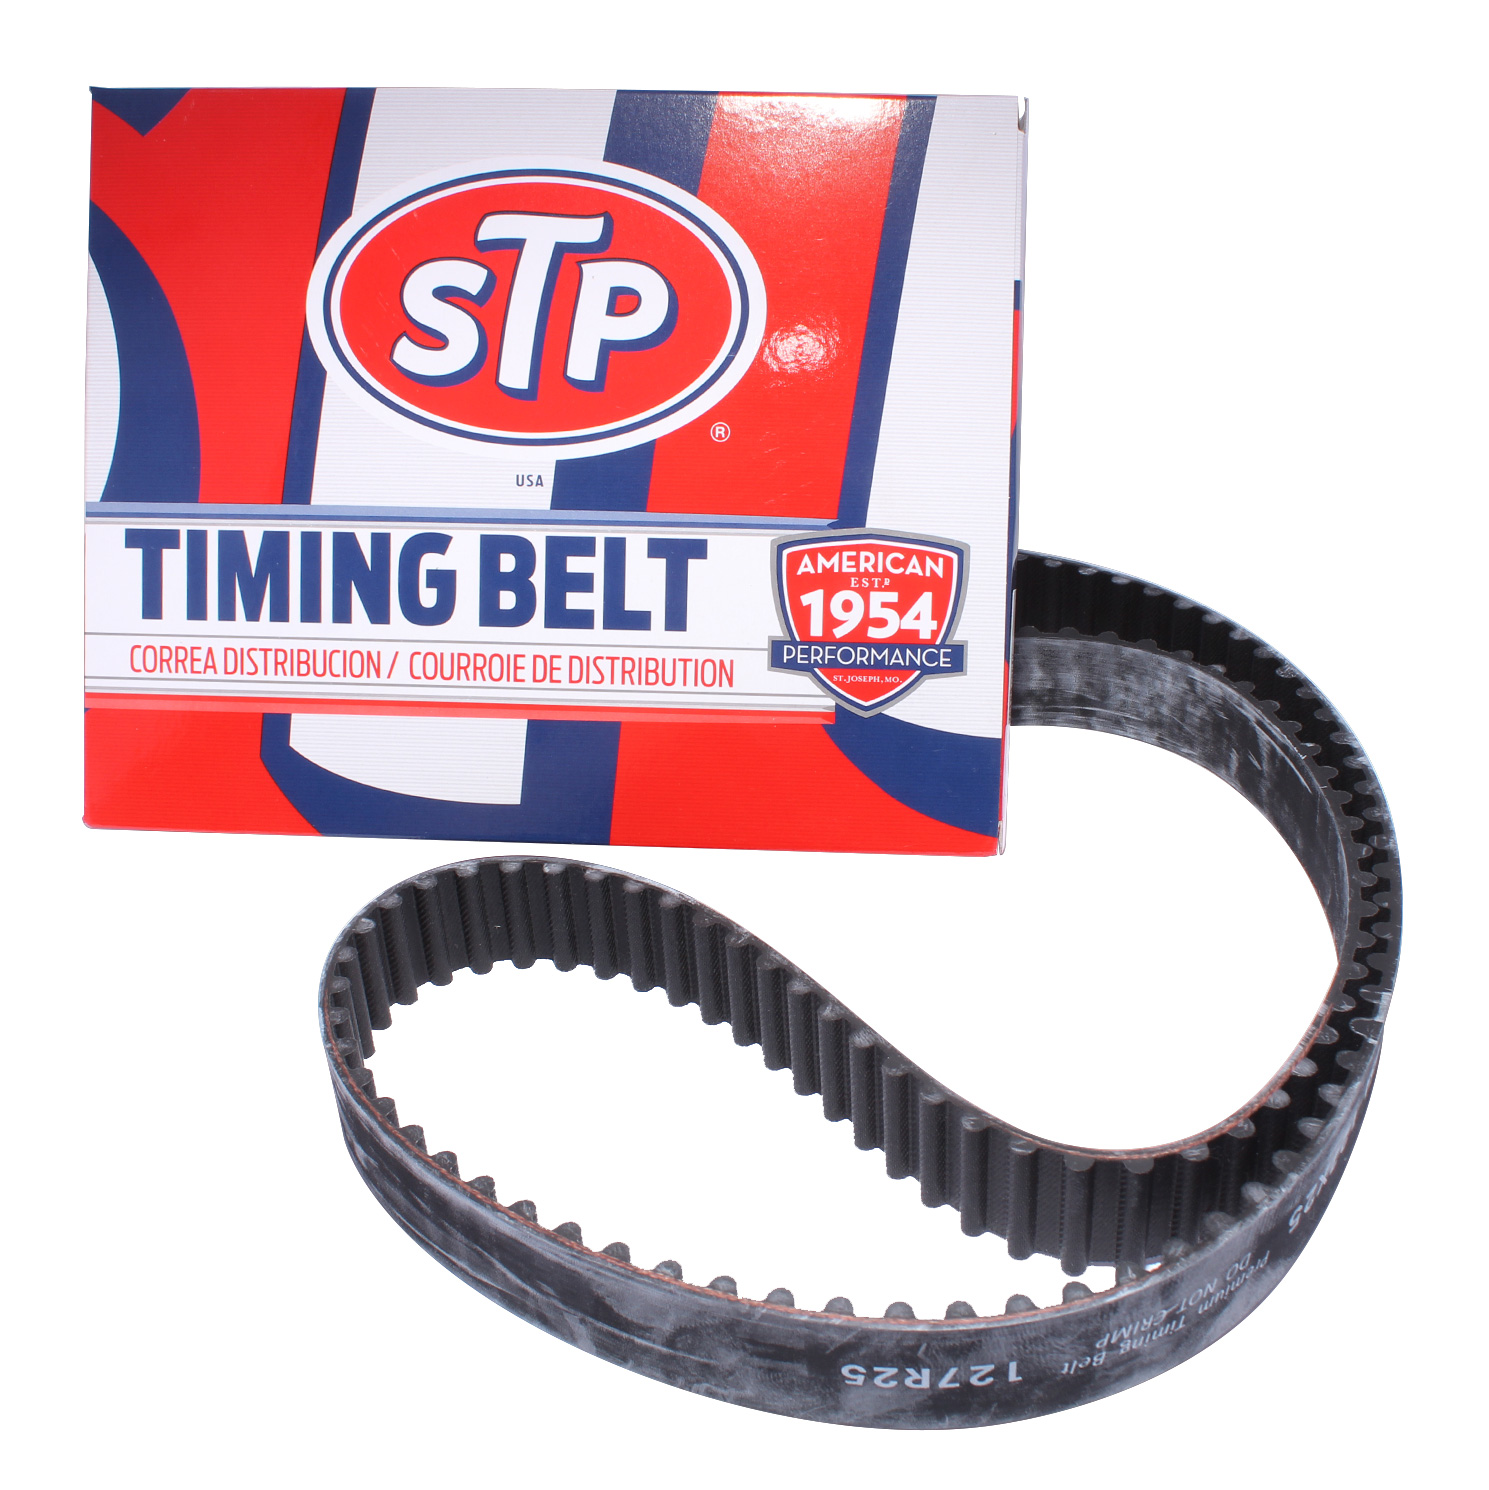 STP
®
USA
TIMING BELT
CORREA DISTRIBUCION / COURROIE DE DISTRIBUTION
AMERICAN
EST.D
1954
PERFORMANCE
ST. JOSEPH, MO.
127R25
Premium Timing Belt
DO NOT CRIMP